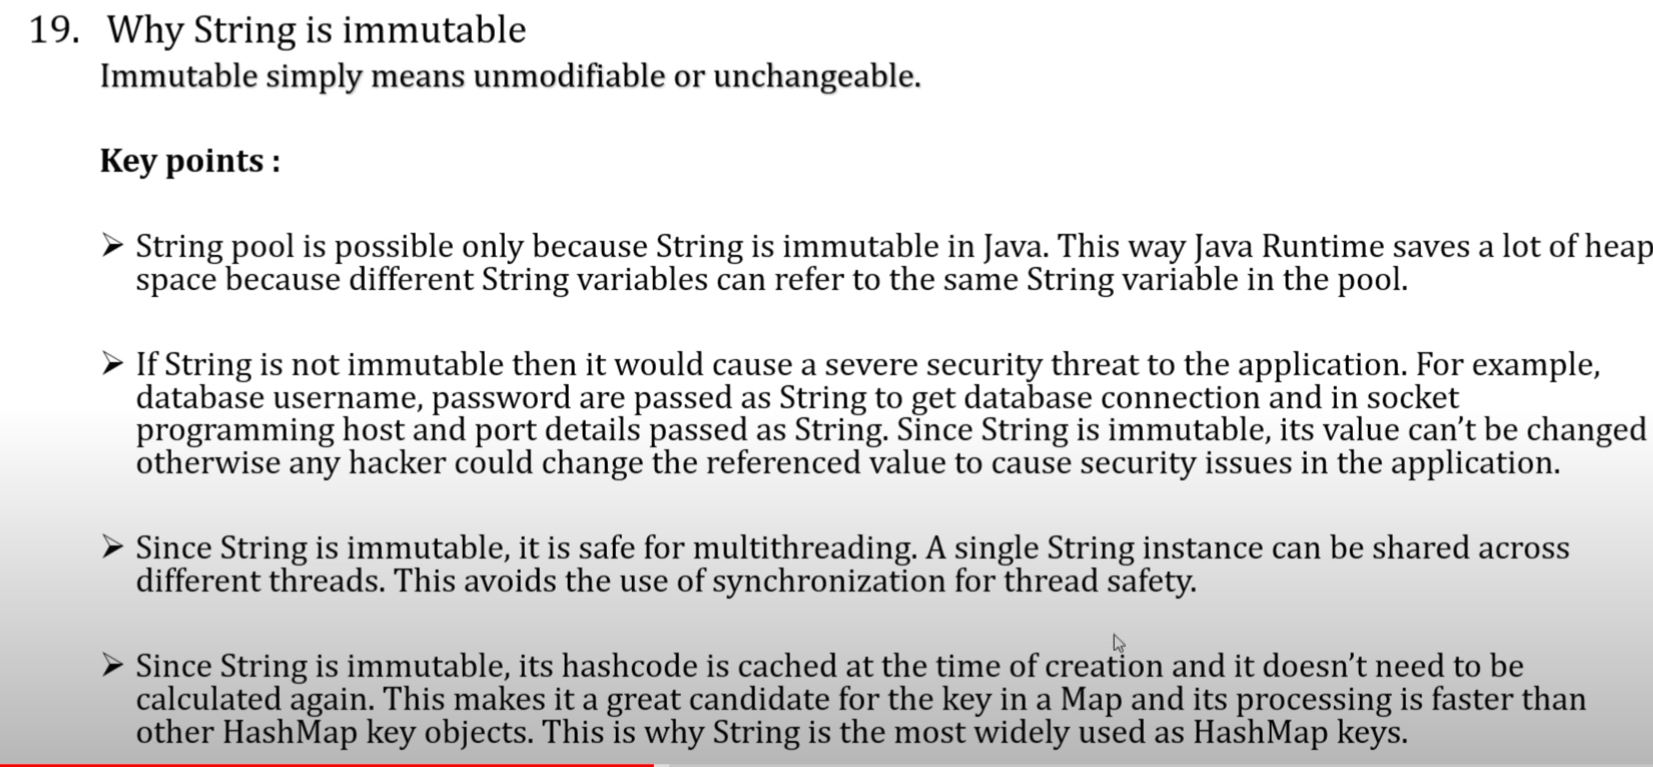 19. Why String is immutable
Immutable simply means unmodifiable or unchangeable.
Key points :
➢ String pool is possible only because String is immutable in Java. This way Java Runtime saves a lot of heap
space because different String variables can refer to the same String variable in the pool.
➢ If String is not immutable then it would cause a severe security threat to the application. For example,
database username, password are passed as String to get database connection and in socket
programming host and port details passed as String. Since String is immutable, its value can’t be changed
otherwise any hacker could change the referenced value to cause security issues in the application.
➢ Since String is immutable, it is safe for multithreading. A single String instance can be shared across
different threads. This avoids the use of synchronization for thread safety.
➢ Since String is immutable, its hashcode is cached at the time of creation and it doesn’t need to be
calculated again. This makes it a great candidate for the key in a Map and its processing is faster than
other HashMap key objects. This is why String is the most widely used as HashMap keys.